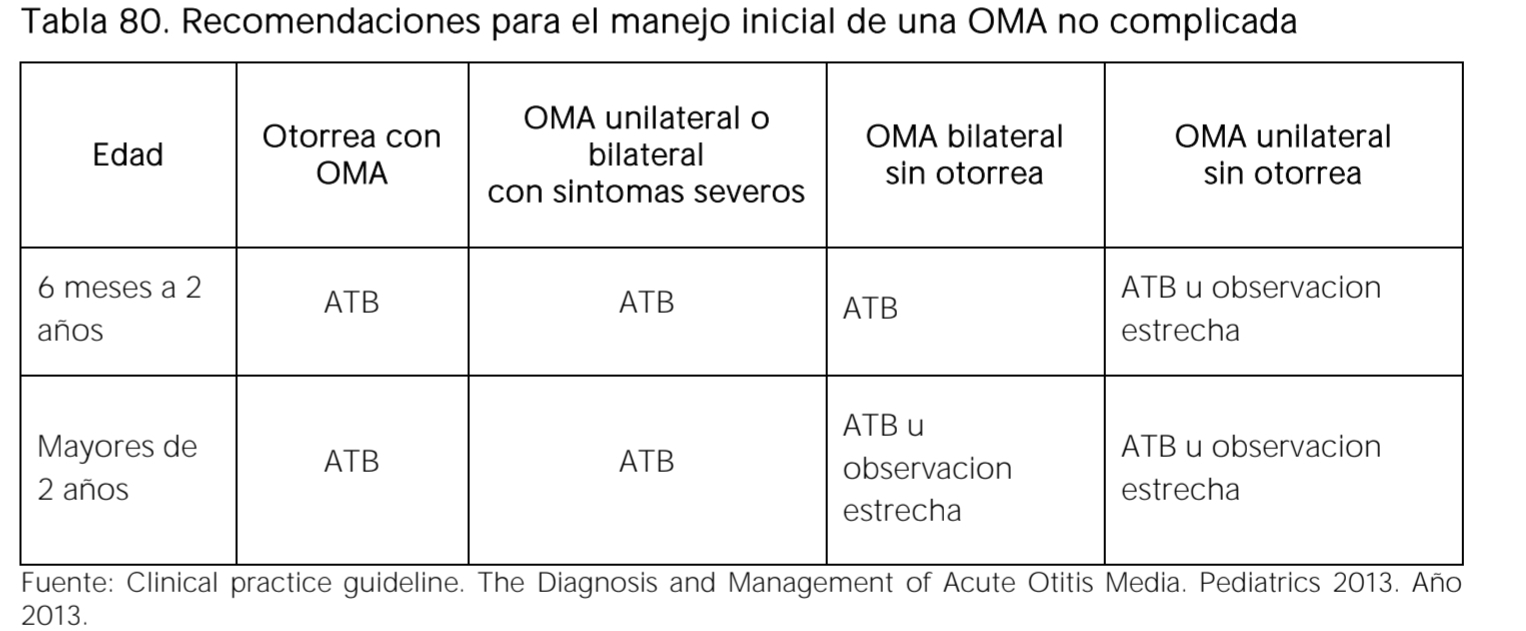 Tabla 80. Recomendaciones para el manejo inicial de una OMA no complicada
Edad
Otorrea con
OMA
OMA unilateral o
bilateral
con sintomas severos
OMA bilateral
sin otorrea
OMA unilateral
sin otorrea
6 meses a 2
años
ATB
ATB
ATB
ATB u observacion
estrecha
Mayores de
2 años
ATB
ATB
ATB u
observacion
estrecha
ATB u observacion
estrecha
Fuente: Clinical practice guideline. The Diagnosis and Management of Acute Otitis Media. Pediatrics 2013. Año
2013.